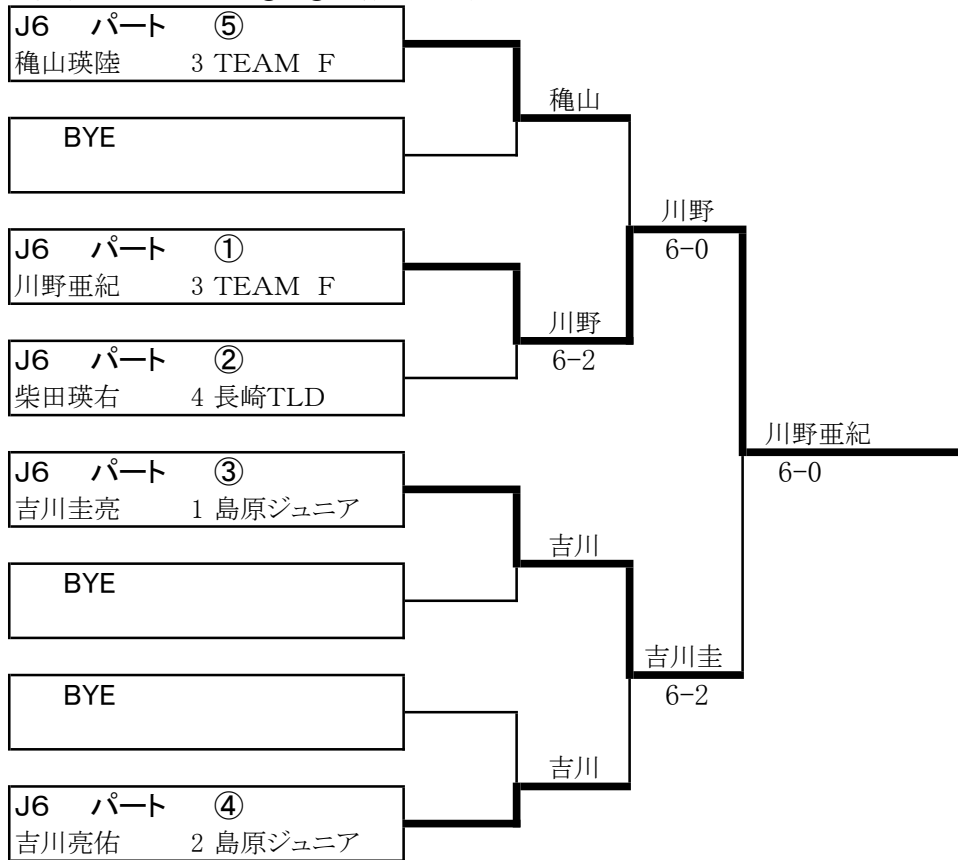 J6 パート ⑤
穐山瑛陸 3 TEAM F
穐山
BYE
川野
6-0
J6 パート ①
川野亜紀 3 TEAM F
川野
6-2
J6 パート ②
柴田瑛右 4 長崎TLD
川野亜紀
6-0
J6 パート ③
吉川圭亮 1 島原ジュニア
吉川
BYE
吉川圭
6-2
BYE
吉川
J6 パート ④
吉川亮佑 2 島原ジュニア